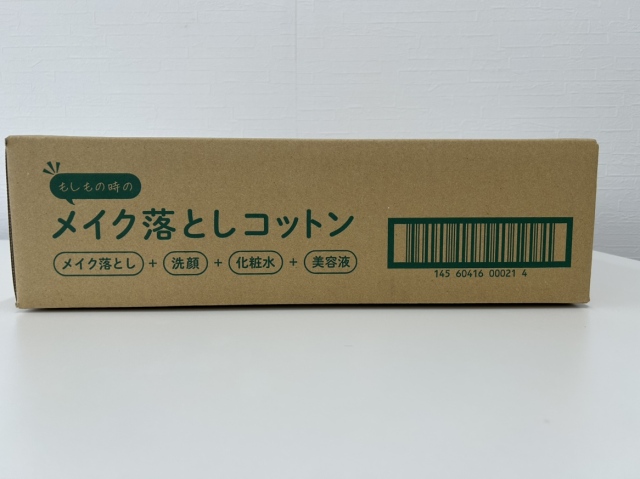 もしもの時の
メイク落としコットン
メイク落とし + 洗顔 + 化粧水 + 美容液
145 60416 00021 4